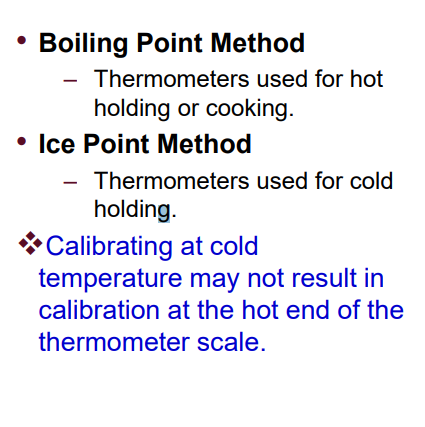 • Boiling Point Method
– Thermometers used for hot
holding or cooking.
• Ice Point Method
– Thermometers used for cold
holding.
❖Calibrating at cold
temperature may not result in
calibration at the hot end of the
thermometer scale.